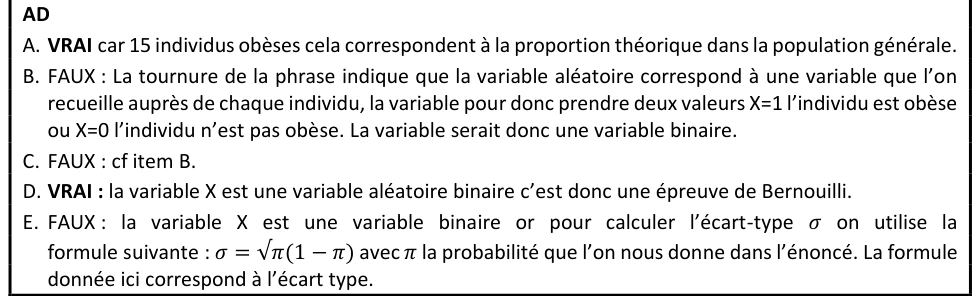 AD
A. VRAI car 15 individus obèses cela correspondent à la proportion théorique dans la population générale.
B. FAUX : La tournure de la phrase indique que la variable aléatoire correspond à une variable que l’on
recueille auprès de chaque individu, la variable pour donc prendre deux valeurs X=1 l’individu est obèse
ou X=0 l’individu n’est pas obèse. La variable serait donc une variable binaire.
C. FAUX : cf item B.
D. VRAI : la variable X est une variable aléatoire binaire c’est donc une épreuve de Bernouilli.
E. FAUX : la variable X est une variable binaire or pour calculer l’écart-type σ on utilise la
formule suivante : σ = √π(1 − π) avec π la probabilité que l’on nous donne dans l’énoncé. La formule
donnée ici correspond à l’écart type.